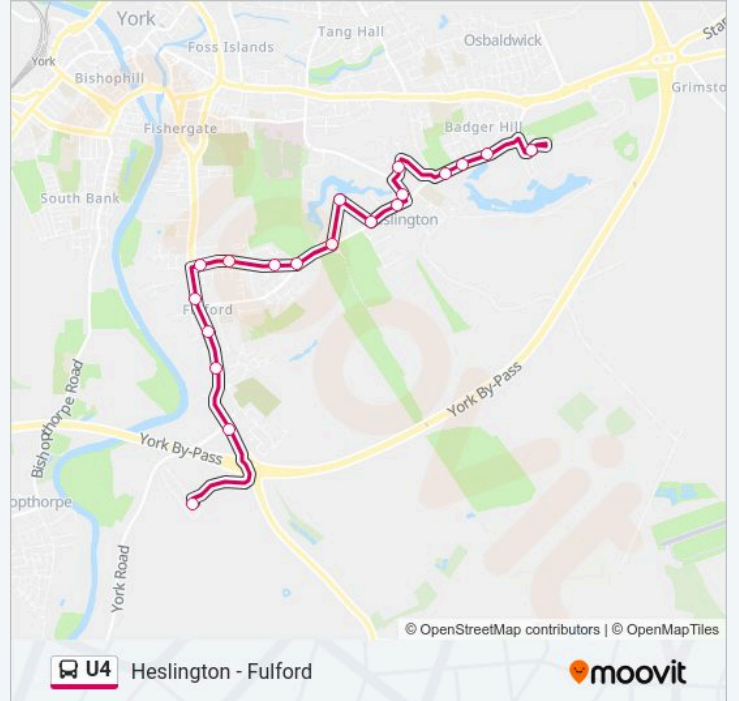 York
Tang Hall
Foss Islands
Osbaldwick
York
Bishophill
Grimsto
Badger Hill
Fishergate
South Bank
slington
Fulford
York By-Pass
Bishopthorpe Road
York By-Pass
opthorpe
York Road
© OpenStreetMap contributors | © OpenMapTiles
U4 Heslington - Fulford moovit